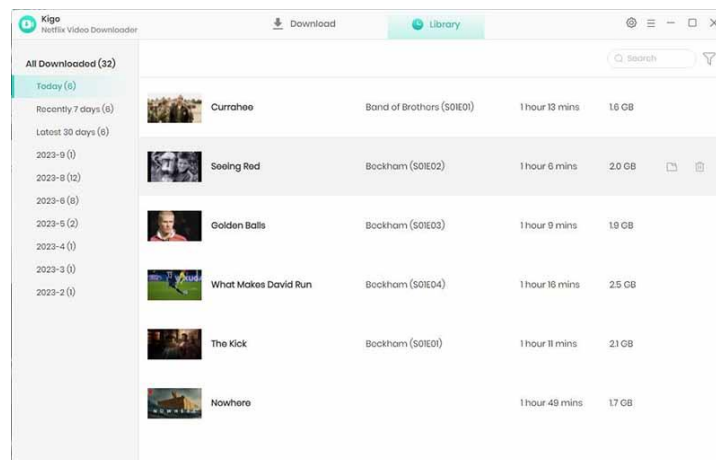 Kigo
Netflix Video Downloader
Download
Library
All Downloaded (32)
Today (6)
Recently 7 days (6)
Latest 30 days (6)
2023-9 (1)
2023-8 (12)
2023-6 (8)
2023-5 (2)
2023-4 (1)
2023-3 (1)
2023-2 (1)
Search
Currahee Band of Brothers (S01E01) 1 hour 13 mins 1.6 GB
Seeing Red Beckham (S01E02) 1 hour 6 mins 2.0 GB
Golden Balls Beckham (S01E03) 1 hour 9 mins 1.9 GB
What Makes David Run Beckham (S01E04) 1 hour 16 mins 2.5 GB
The Kick Beckham (S01E01) 1 hour 11 mins 2.1 GB
NOWHERE
Nowhere 1 hour 49 mins 1.7 GB